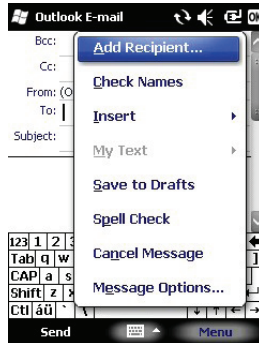 Outlook E-mail
Bcc:
Cc:
From: (O
To:
Subject:
Add Recipient...
Check Names
Insert
My Text
Save to Drafts
Spell Check
Cancel Message
Message Options...
123 1 2 3
Tab q w
]
CAP a s
Shift z x
Ctl áü ` \
Send
Menu